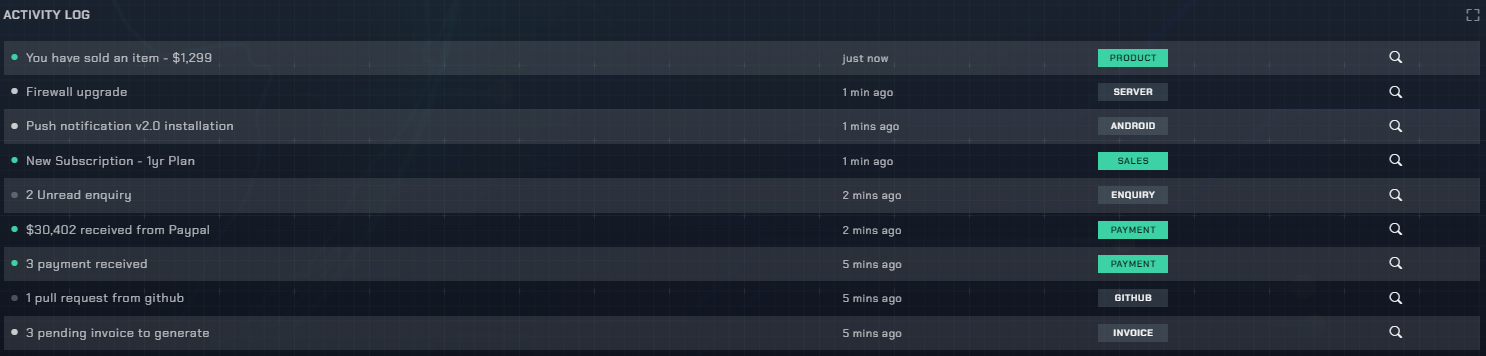 ACTIVITY LOG
You have sold an item - $1,299 just now PRODUCT
Firewall upgrade 1 min ago SERVER
Push notification v2.0 installation 1 mins ago ANDROID
New Subscription - 1yr Plan 1 min ago SALES
2 Unread enquiry 2 mins ago ENQUIRY
$30,402 received from Paypal 2 mins ago PAYMENT
3 payment received 5 mins ago PAYMENT
1 pull request from github 5 mins ago GITHUB
3 pending invoice to generate 5 mins ago INVOICE